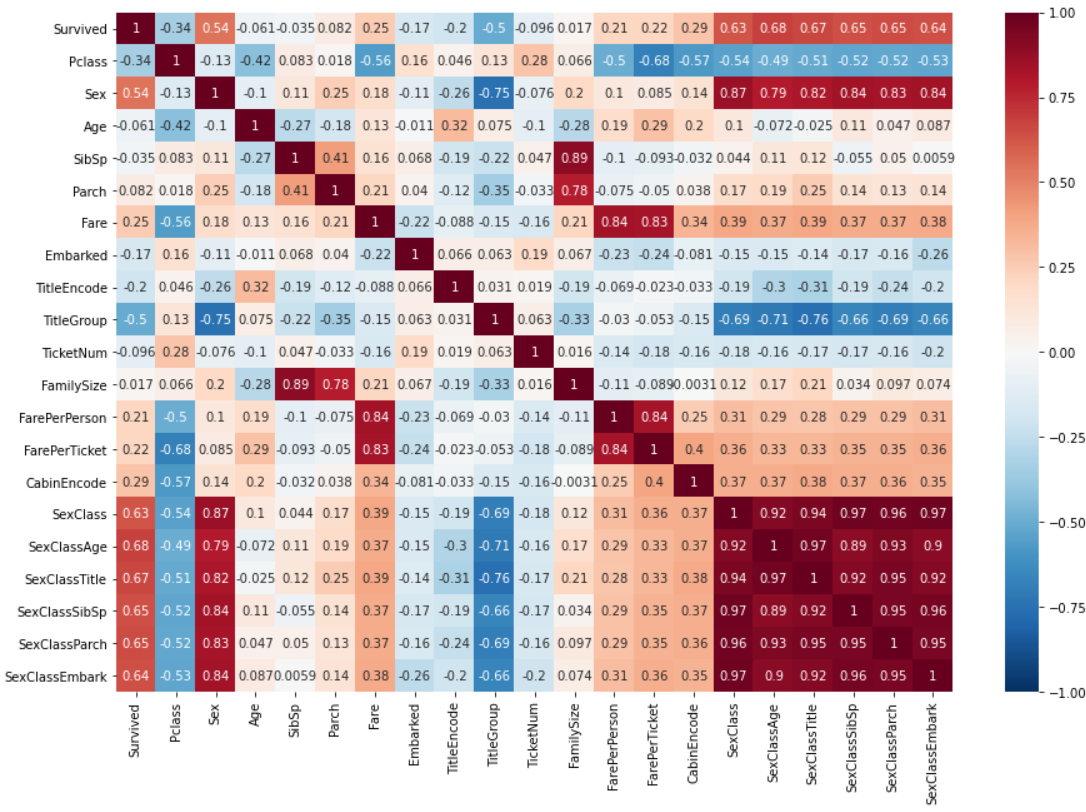 Survived 1 -0.34 0.54 -0.061 -0.035 0.082 0.25 -0.17 -0.2 -0.5 -0.096 0.017 0.21 0.22 0.29 0.63 0.68 0.67 0.65 0.65 0.64 1.00
Pclass -0.34 1 -0.13 -0.42 0.083 0.018 -0.56 0.16 0.046 0.13 0.28 0.066 -0.5 -0.68 -0.57 -0.54 -0.49 -0.51 -0.52 -0.52 -0.53
Sex 0.54 -0.13 1 -0.1 0.11 0.25 0.18 -0.11 -0.26 -0.75 -0.076 0.2 0.1 0.085 0.14 0.87 0.79 0.82 0.84 0.83 0.84 0.75
Age -0.061 -0.42 -0.1 1 -0.27 -0.18 0.13 -0.011 0.32 0.075 -0.1 -0.28 0.19 0.29 0.2 0.1 -0.072 -0.025 0.11 0.047 0.087
SibSp -0.035 0.083 0.11 -0.27 1 0.41 0.16 0.068 -0.19 -0.22 0.047 0.89 -0.1 -0.093 -0.032 0.044 0.11 0.12 -0.055 0.05 0.0059 0.50
Parch 0.082 0.018 0.25 -0.18 0.41 1 0.21 0.04 -0.12 -0.35 -0.033 0.78 -0.075 -0.05 0.038 0.17 0.19 0.25 0.14 0.13 0.14
Fare 0.25 -0.56 0.18 0.13 0.16 0.21 1 -0.22 -0.088 -0.15 -0.16 0.21 0.84 0.83 0.34 0.39 0.37 0.39 0.37 0.37 0.38 0.25
Embarked -0.17 0.16 -0.11 -0.011 0.068 0.04 -0.22 1 0.066 0.063 0.19 0.067 -0.23 -0.24 -0.081 -0.15 -0.15 -0.14 -0.17 -0.16 -0.26
TitleEncode -0.2 0.046 -0.26 0.32 -0.19 -0.12 -0.088 0.066 1 0.031 0.019 -0.19 -0.069 -0.023 -0.033 -0.19 -0.3 -0.31 -0.19 -0.24 -0.2
TitleGroup -0.5 0.13 -0.75 0.075 -0.22 -0.35 -0.15 0.063 0.031 1 0.063 -0.33 -0.03 -0.053 -0.15 -0.69 -0.71 -0.76 -0.66 -0.69 -0.66
TicketNum -0.096 0.28 -0.076 -0.1 0.047 -0.033 -0.16 0.19 0.019 0.063 1 0.016 -0.14 -0.18 -0.16 -0.18 -0.16 -0.17 -0.17 -0.16 -0.2 0.00
FamilySize 0.017 0.066 0.2 -0.28 0.89 0.78 0.21 0.067 -0.19 -0.33 0.016 1 -0.11 -0.089 0.0031 0.12 0.17 0.21 0.034 0.097 0.074
FarePerPerson 0.21 -0.5 0.1 0.19 -0.1 -0.075 0.84 -0.23 -0.069 -0.03 -0.14 -0.11 1 0.84 0.25 0.31 0.29 0.28 0.29 0.29 0.31
FarePerTicket 0.22 -0.68 0.085 0.29 -0.093 -0.05 0.83 -0.24 -0.023 -0.053 -0.18 -0.089 0.84 1 0.4 0.36 0.33 0.33 0.35 0.35 0.36 −0.25
CabinEncode 0.29 -0.57 0.14 0.2 -0.032 0.038 0.34 -0.081 -0.033 -0.15 -0.16 -0.0031 0.25 0.4 1 0.37 0.37 0.38 0.37 0.36 0.35
SexClass 0.63 -0.54 0.87 0.1 0.044 0.17 0.39 -0.15 -0.19 -0.69 -0.18 0.12 0.31 0.36 0.37 1 0.92 0.94 0.97 0.96 0.97 −0.50
SexClassAge 0.68 -0.49 0.79 -0.072 0.11 0.19 0.37 -0.15 -0.3 -0.71 -0.16 0.17 0.29 0.33 0.37 0.92 1 0.97 0.89 0.93 0.9
SexClassTitle 0.67 -0.51 0.82 -0.025 0.12 0.25 0.39 -0.14 -0.31 -0.76 -0.17 0.21 0.28 0.33 0.38 0.94 0.97 1 0.92 0.95 0.92
SexClassSibSp 0.65 -0.52 0.84 0.11 -0.055 0.14 0.37 -0.17 -0.19 -0.66 -0.17 0.034 0.29 0.35 0.37 0.97 0.89 0.92 1 0.95 0.96 −0.75
SexClassParch 0.65 -0.52 0.83 0.047 0.05 0.13 0.37 -0.16 -0.24 -0.69 -0.16 0.097 0.29 0.35 0.36 0.96 0.93 0.95 0.95 1 0.95
SexClassEmbark 0.64 -0.53 0.84 0.087 0.0059 0.14 0.38 -0.26 -0.2 -0.66 -0.2 0.074 0.31 0.36 0.35 0.97 0.9 0.92 0.96 0.95 1 −1.00
Survived Pclass Sex Age SibSp Parch Fare Embarked TitleEncode TitleGroup TicketNum FamilySize FarePerPerson FarePerTicket CabinEncode SexClass SexClassAge SexClassTitle SexClassSibSp SexClassParch SexClassEmbark